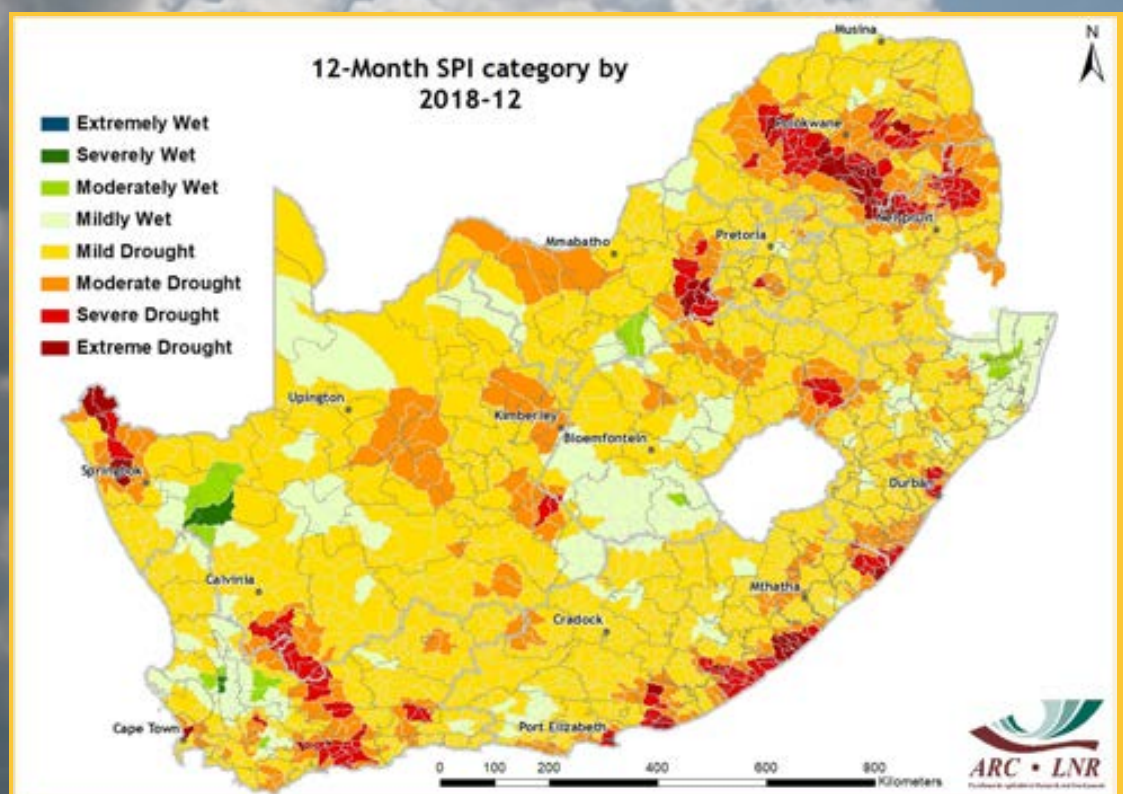 12-Month SPI category by
2018-12
N
Extremely Wet
Severely Wet
Moderately Wet
Mildly Wet
Mild Drought
Moderate Drought
Severe Drought
Extreme Drought
Musina
Polokwane
Nelspruit
Mmabatho
Pretoria
Upington
Kimberley
Bloemfontein
Springbok
Durban
Calvinia
Mthatha
Cradock
Cape Town
Port Elizabeth
0 100 200 400 600 800
Kilometers
ARC • LNR